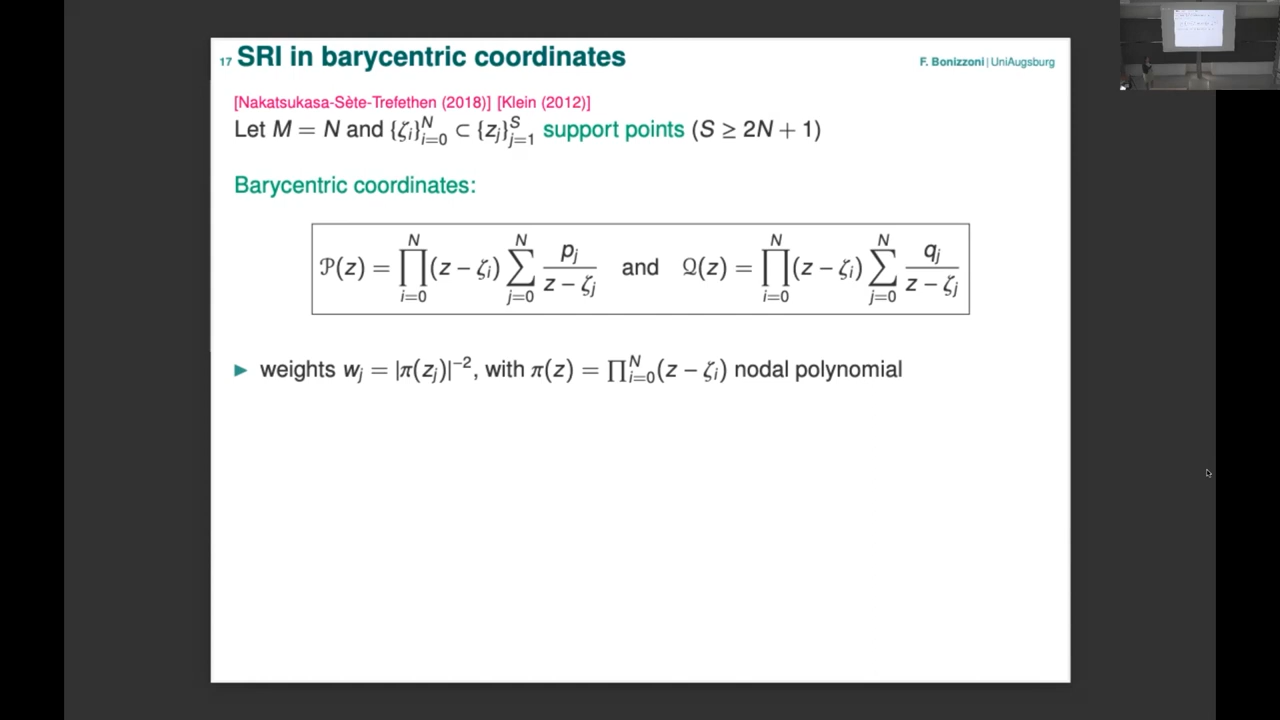 17 SRI in barycentric coordinates
F. Bonizzoni | UniAugsburg
[Nakatsukasa-Sète-Trefethen (2018)] [Klein (2012)]
Let M = N and {ζ_i}_{i=0}^N ⊂ {z_j}_{j=1}^S support points (S ≥ 2N + 1)
Barycentric coordinates:
𝒫(z) = ∏_{i=0}^N (z − ζ_i) ∑_{j=0}^N p_j / (z − ζ_j) and 𝒬(z) = ∏_{i=0}^N (z − ζ_i) ∑_{j=0}^N q_j / (z − ζ_j)
► weights w_j = |π(z_j)|^{−2}, with π(z) = ∏_{i=0}^N (z − ζ_i) nodal polynomial